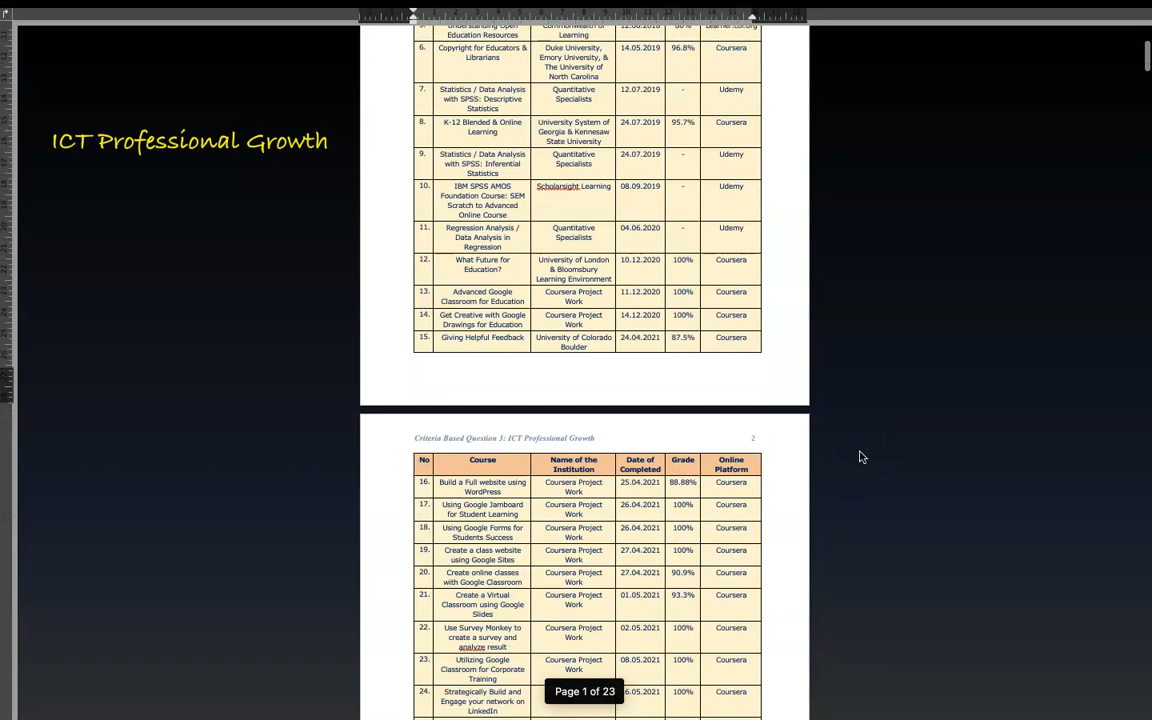 ICT Professional Growth
Understanding Open
Education Resources
Commonwealth of
Learning
6.
Copyright for Educators &
Librarians
Duke University,
Emory University, &
The University of
North Carolina
14.05.2019
96.8%
Coursera
7.
Statistics / Data Analysis
with SPSS: Descriptive
Statistics
Quantitative
Specialists
12.07.2019
-
Udemy
8.
K-12 Blended & Online
Learning
University System of
Georgia & Kennesaw
State University
24.07.2019
95.7%
Coursera
9.
Statistics / Data Analysis
with SPSS: Inferential
Statistics
Quantitative
Specialists
24.07.2019
-
Udemy
10.
IBM SPSS AMOS
Foundation Course: SEM
Scratch to Advanced
Online Course
Scholarsight Learning
08.09.2019
-
Udemy
11.
Regression Analysis /
Data Analysis in
Regression
Quantitative
Specialists
04.06.2020
-
Udemy
12.
What Future for
Education?
University of London
& Bloomsbury
Learning Environment
10.12.2020
100%
Coursera
13.
Advanced Google
Classroom for Education
Coursera Project
Work
11.12.2020
100%
Coursera
14.
Get Creative with Google
Drawings for Education
Coursera Project
Work
14.12.2020
100%
Coursera
15.
Giving Helpful Feedback
University of Colorado
Boulder
24.04.2021
87.5%
Coursera
Criteria Based Question 3: ICT Professional Growth
2
No
Course
Name of the
Institution
Date of
Completed
Grade
Online
Platform
16.
Build a Full website using
WordPress
Coursera Project
Work
25.04.2021
88.88%
Coursera
17.
Using Google Jamboard
for Student Learning
Coursera Project
Work
26.04.2021
100%
Coursera
18.
Using Google Forms for
Students Success
Coursera Project
Work
26.04.2021
100%
Coursera
19.
Create a class website
using Google Sites
Coursera Project
Work
27.04.2021
100%
Coursera
20.
Create online classes
with Google Classroom
Coursera Project
Work
27.04.2021
90.9%
Coursera
21.
Create a Virtual
Classroom using Google
Slides
Coursera Project
Work
01.05.2021
93.3%
Coursera
22.
Use Survey Monkey to
create a survey and
analyze result
Coursera Project
Work
02.05.2021
100%
Coursera
23.
Utilizing Google
Classroom for Corporate
Training
Coursera Project
Work
08.05.2021
100%
Coursera
24.
Strategically Build and
Engage your network on
LinkedIn
100%
Coursera
Page 1 of 23